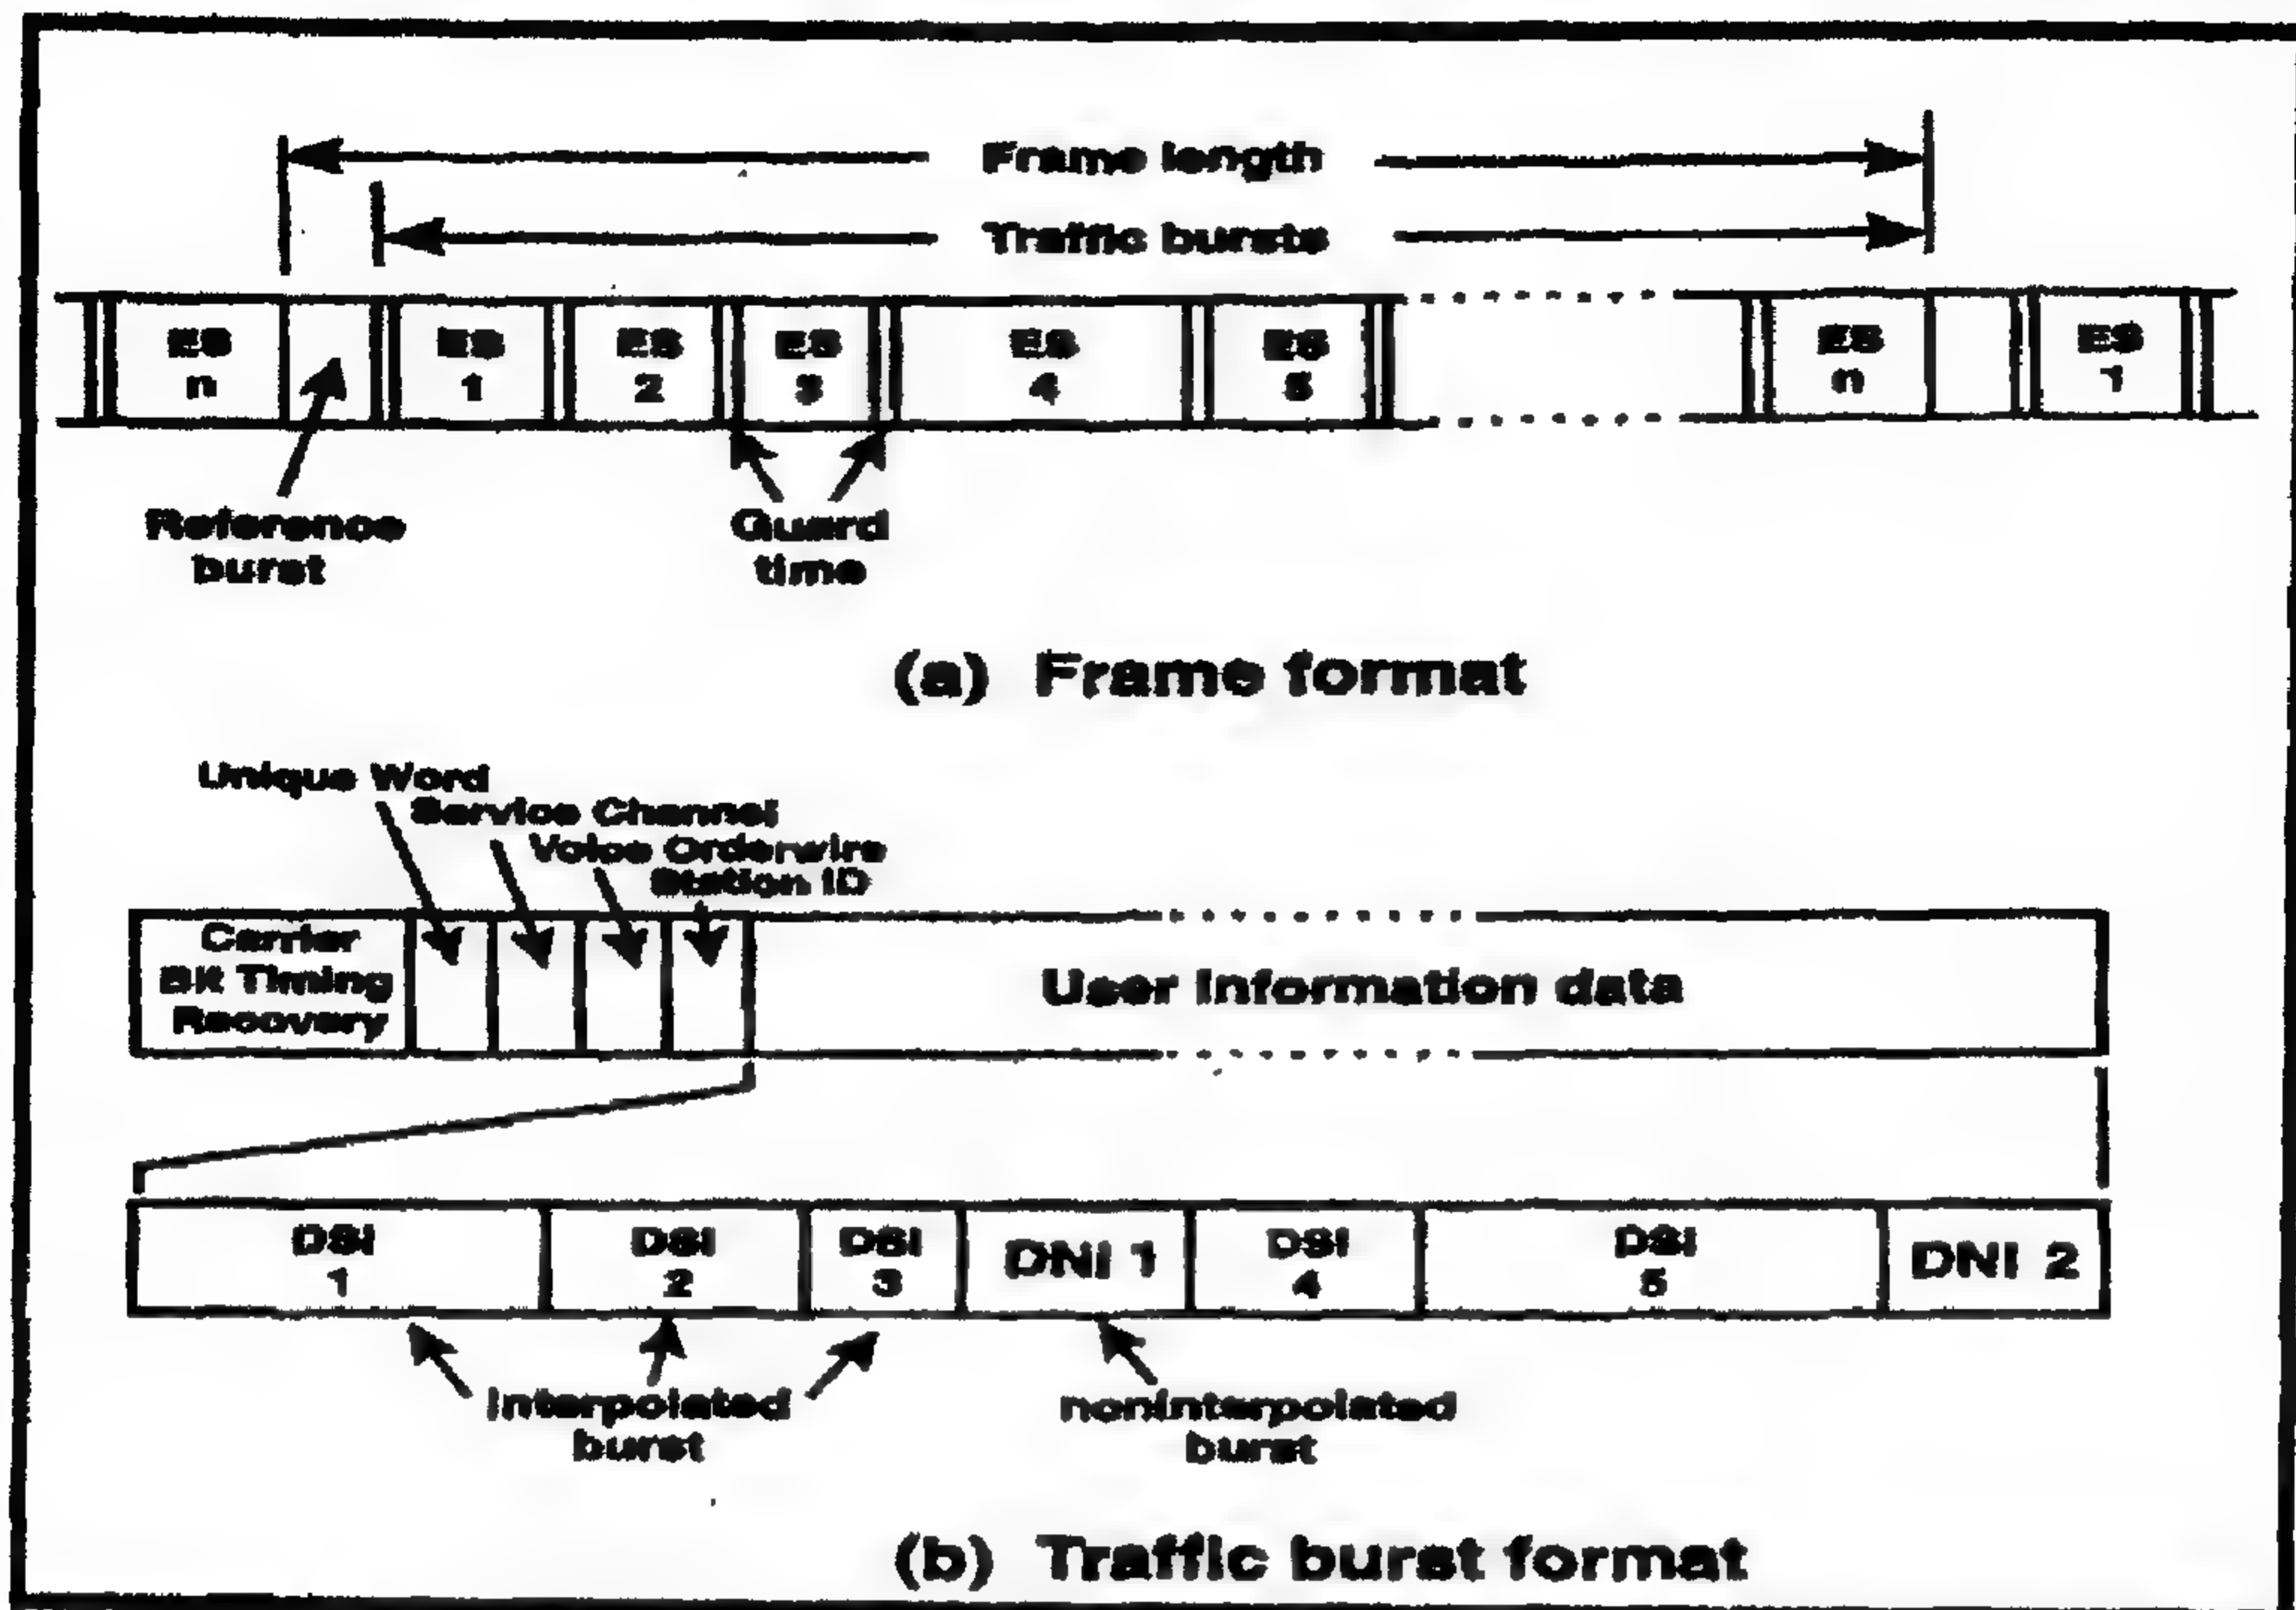 Frame length
Traffic bursts
ES n
ES 1
ES 2
ES 3
ES 4
ES 5
ES n
ES 1
Reference burst
Guard time
(a) Frame format
Unique Word
Service Channel
Voice Orderwire
Station ID
Carrier
Bit Timing
Recovery
User Information data
DSI 1
DSI 2
DSI 3
DNI 1
DSI 4
DSI 5
DNI 2
Interpolated burst
noninterpolated burst
(b) Traffic burst format